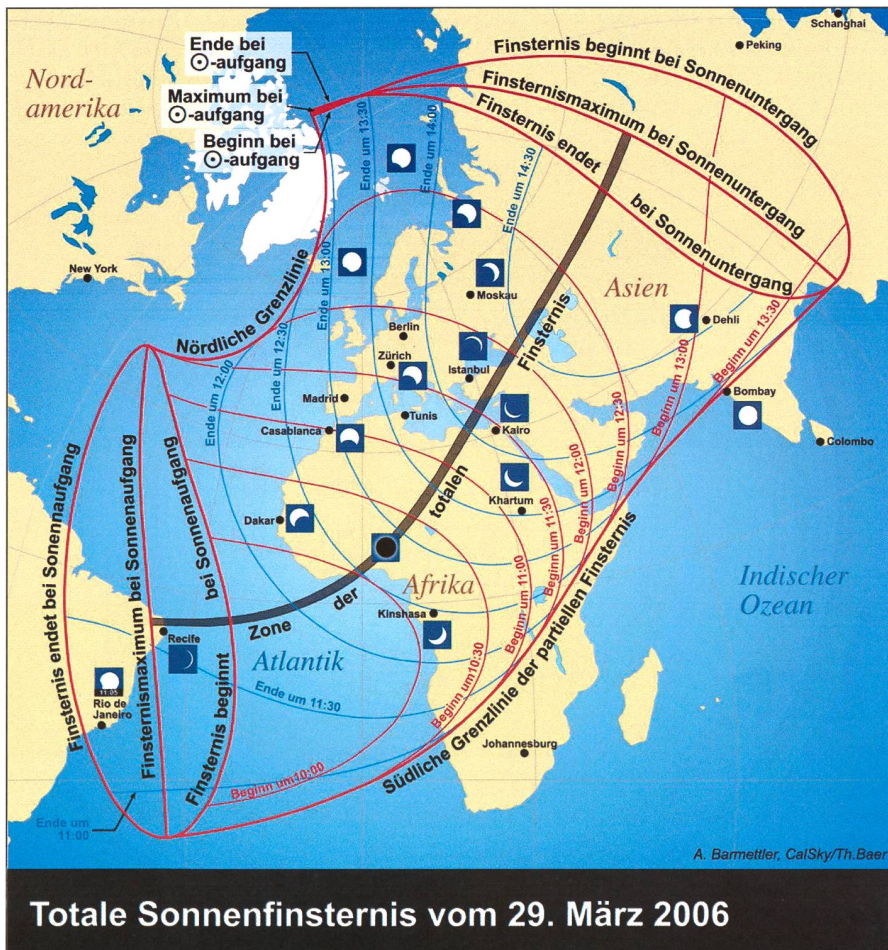 Ende bei
⊙-aufgang
Maximum bei
⊙-aufgang
Beginn bei
⊙-aufgang
Nord-
amerika
New York
Schanghai
Peking
Finsternis beginnt bei Sonnenuntergang
Finsternismaximum bei Sonnenuntergang
Finsternis endet
bei Sonnenuntergang
Ende um 13:30
Ende um 14:00
Ende um 14:30
Ende um 13:00
Ende um 12:30
Ende um 12:00
Nördliche Grenzlinie
Moskau
Asien
Berlin
Zürich
Istanbul
Madrid
Tunis
Casablanca
Kairo
Khartum
Dakar
Dehli
Bombay
Colombo
Beginn um 13:30
Beginn um 13:00
Beginn um 12:30
Beginn um 12:00
Beginn um 11:30
Beginn um 11:00
Beginn um10:30
Beginn um10:00
Zone der totalen Finsternis
Afrika
Kinshasa
Indischer
Ozean
Finsternis endet bei Sonennaufgang
Finsternismaximum bei Sonnenaufgang
Finsternis beginnt
bei Sonnenaufgang
Recife
Atlantik
11:05
Rio de
Janeiro
Ende um 11:30
Ende um
11:00
Johannesburg
Südliche Grenzlinie der partiellen Finsternis
A. Barmettler, CalSky/Th.Baer
Totale Sonnenfinsternis vom 29. März 2006